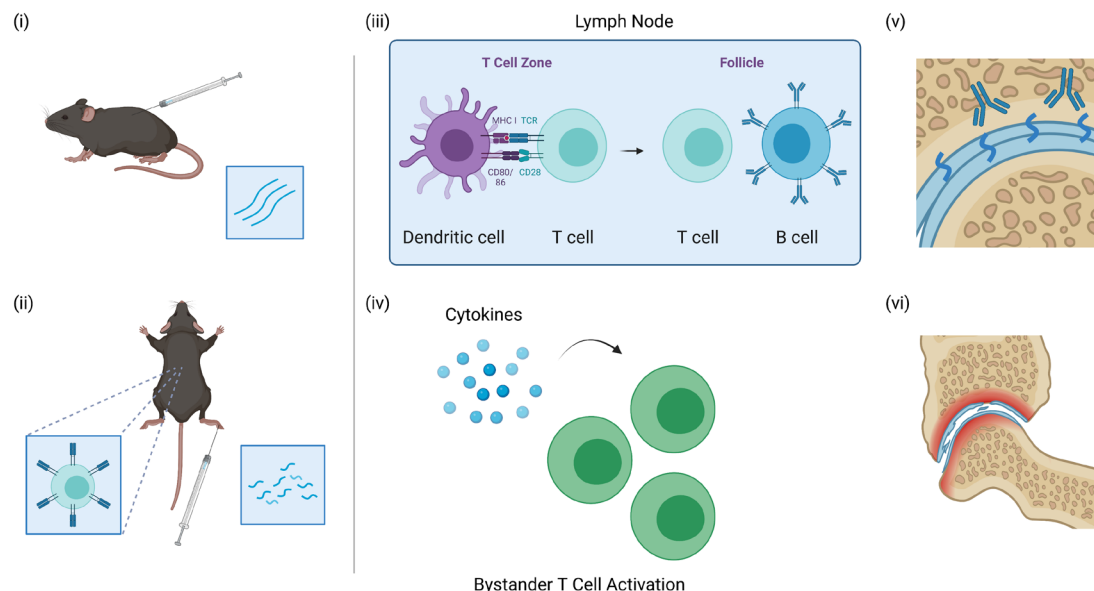 (i)
(ii)
(iii)
Lymph Node
T Cell Zone
Follicle
MHC I TCR
CD80/ CD28
86
Dendritic cell
T cell
T cell
B cell
(iv)
Cytokines
Bystander T Cell Activation
(v)
(vi)